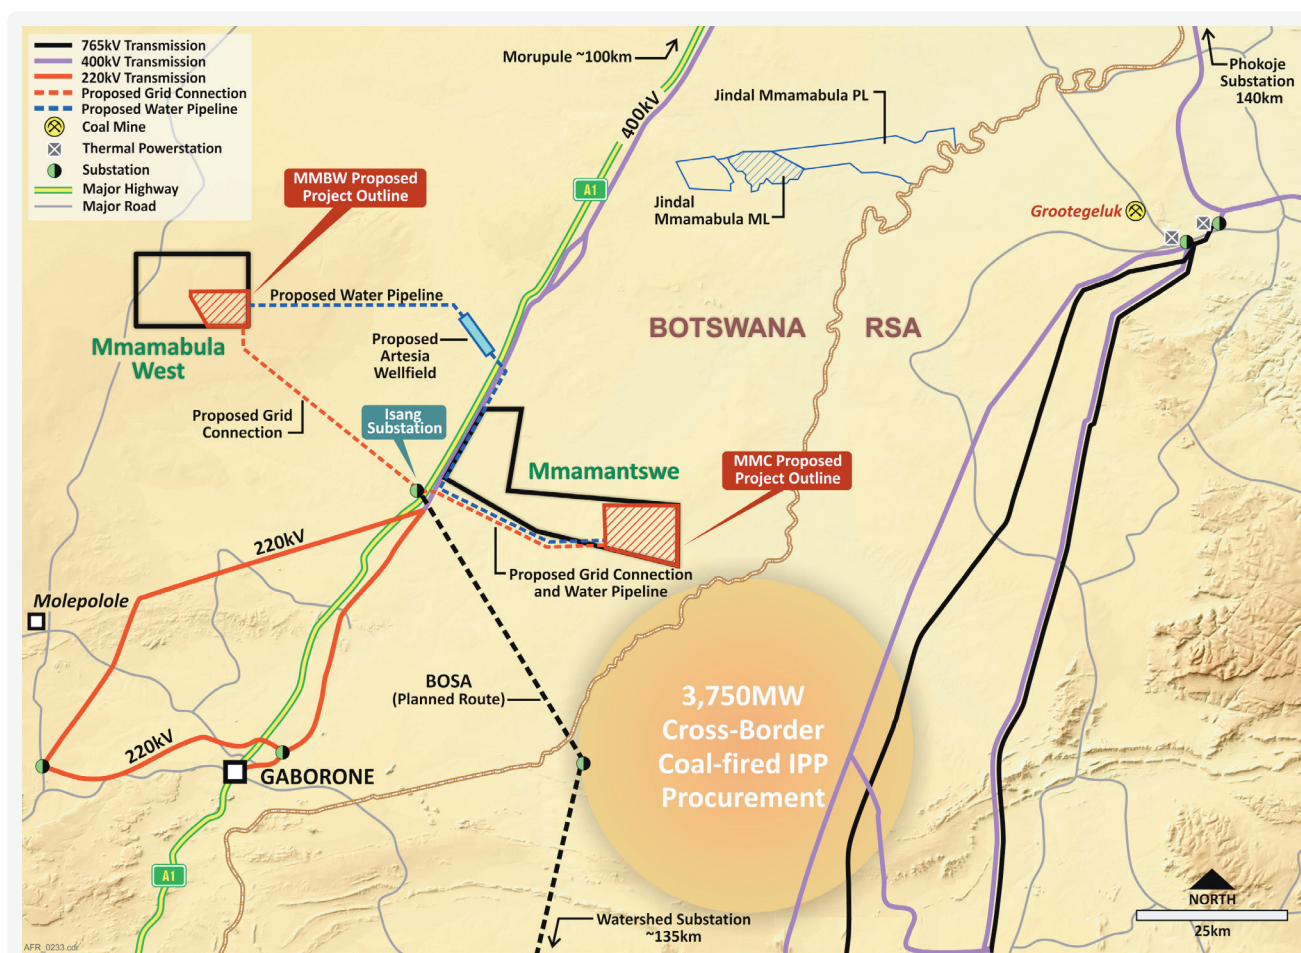 765kV Transmission
400kV Transmission
220kV Transmission
Proposed Grid Connection
Proposed Water Pipeline
Coal Mine
Thermal Powerstation
Substation
Major Highway
Major Road
Morupule ~100km
400kV
A1
Jindal Mmamabula PL
Jindal
Mmamabula ML
Phokoje
Substation
140km
Grootegeluk
MMBW Proposed
Project Outline
Proposed Water Pipeline
Mmamabula
West
Proposed
Artesia
Wellfield
BOTSWANA
RSA
Proposed Grid
Connection
Isang
Substation
Mmamantswe
MMC Proposed
Project Outline
220kV
Proposed Grid Connection
and Water Pipeline
Molepolole
BOSA
(Planned Route)
3,750MW
Cross-Border
Coal-fired IPP
Procurement
220kV
GABORONE
A1
Watershed Substation
~135km
NORTH
25km
AFR_0233.cdr